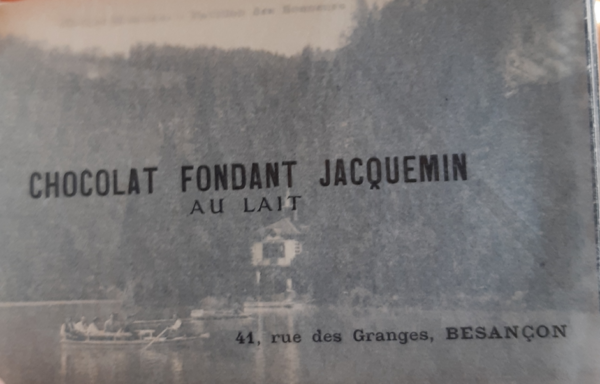 CHOCOLAT FONDANT JACQUEMIN
AU LAIT
41, rue des Granges, BESANÇON